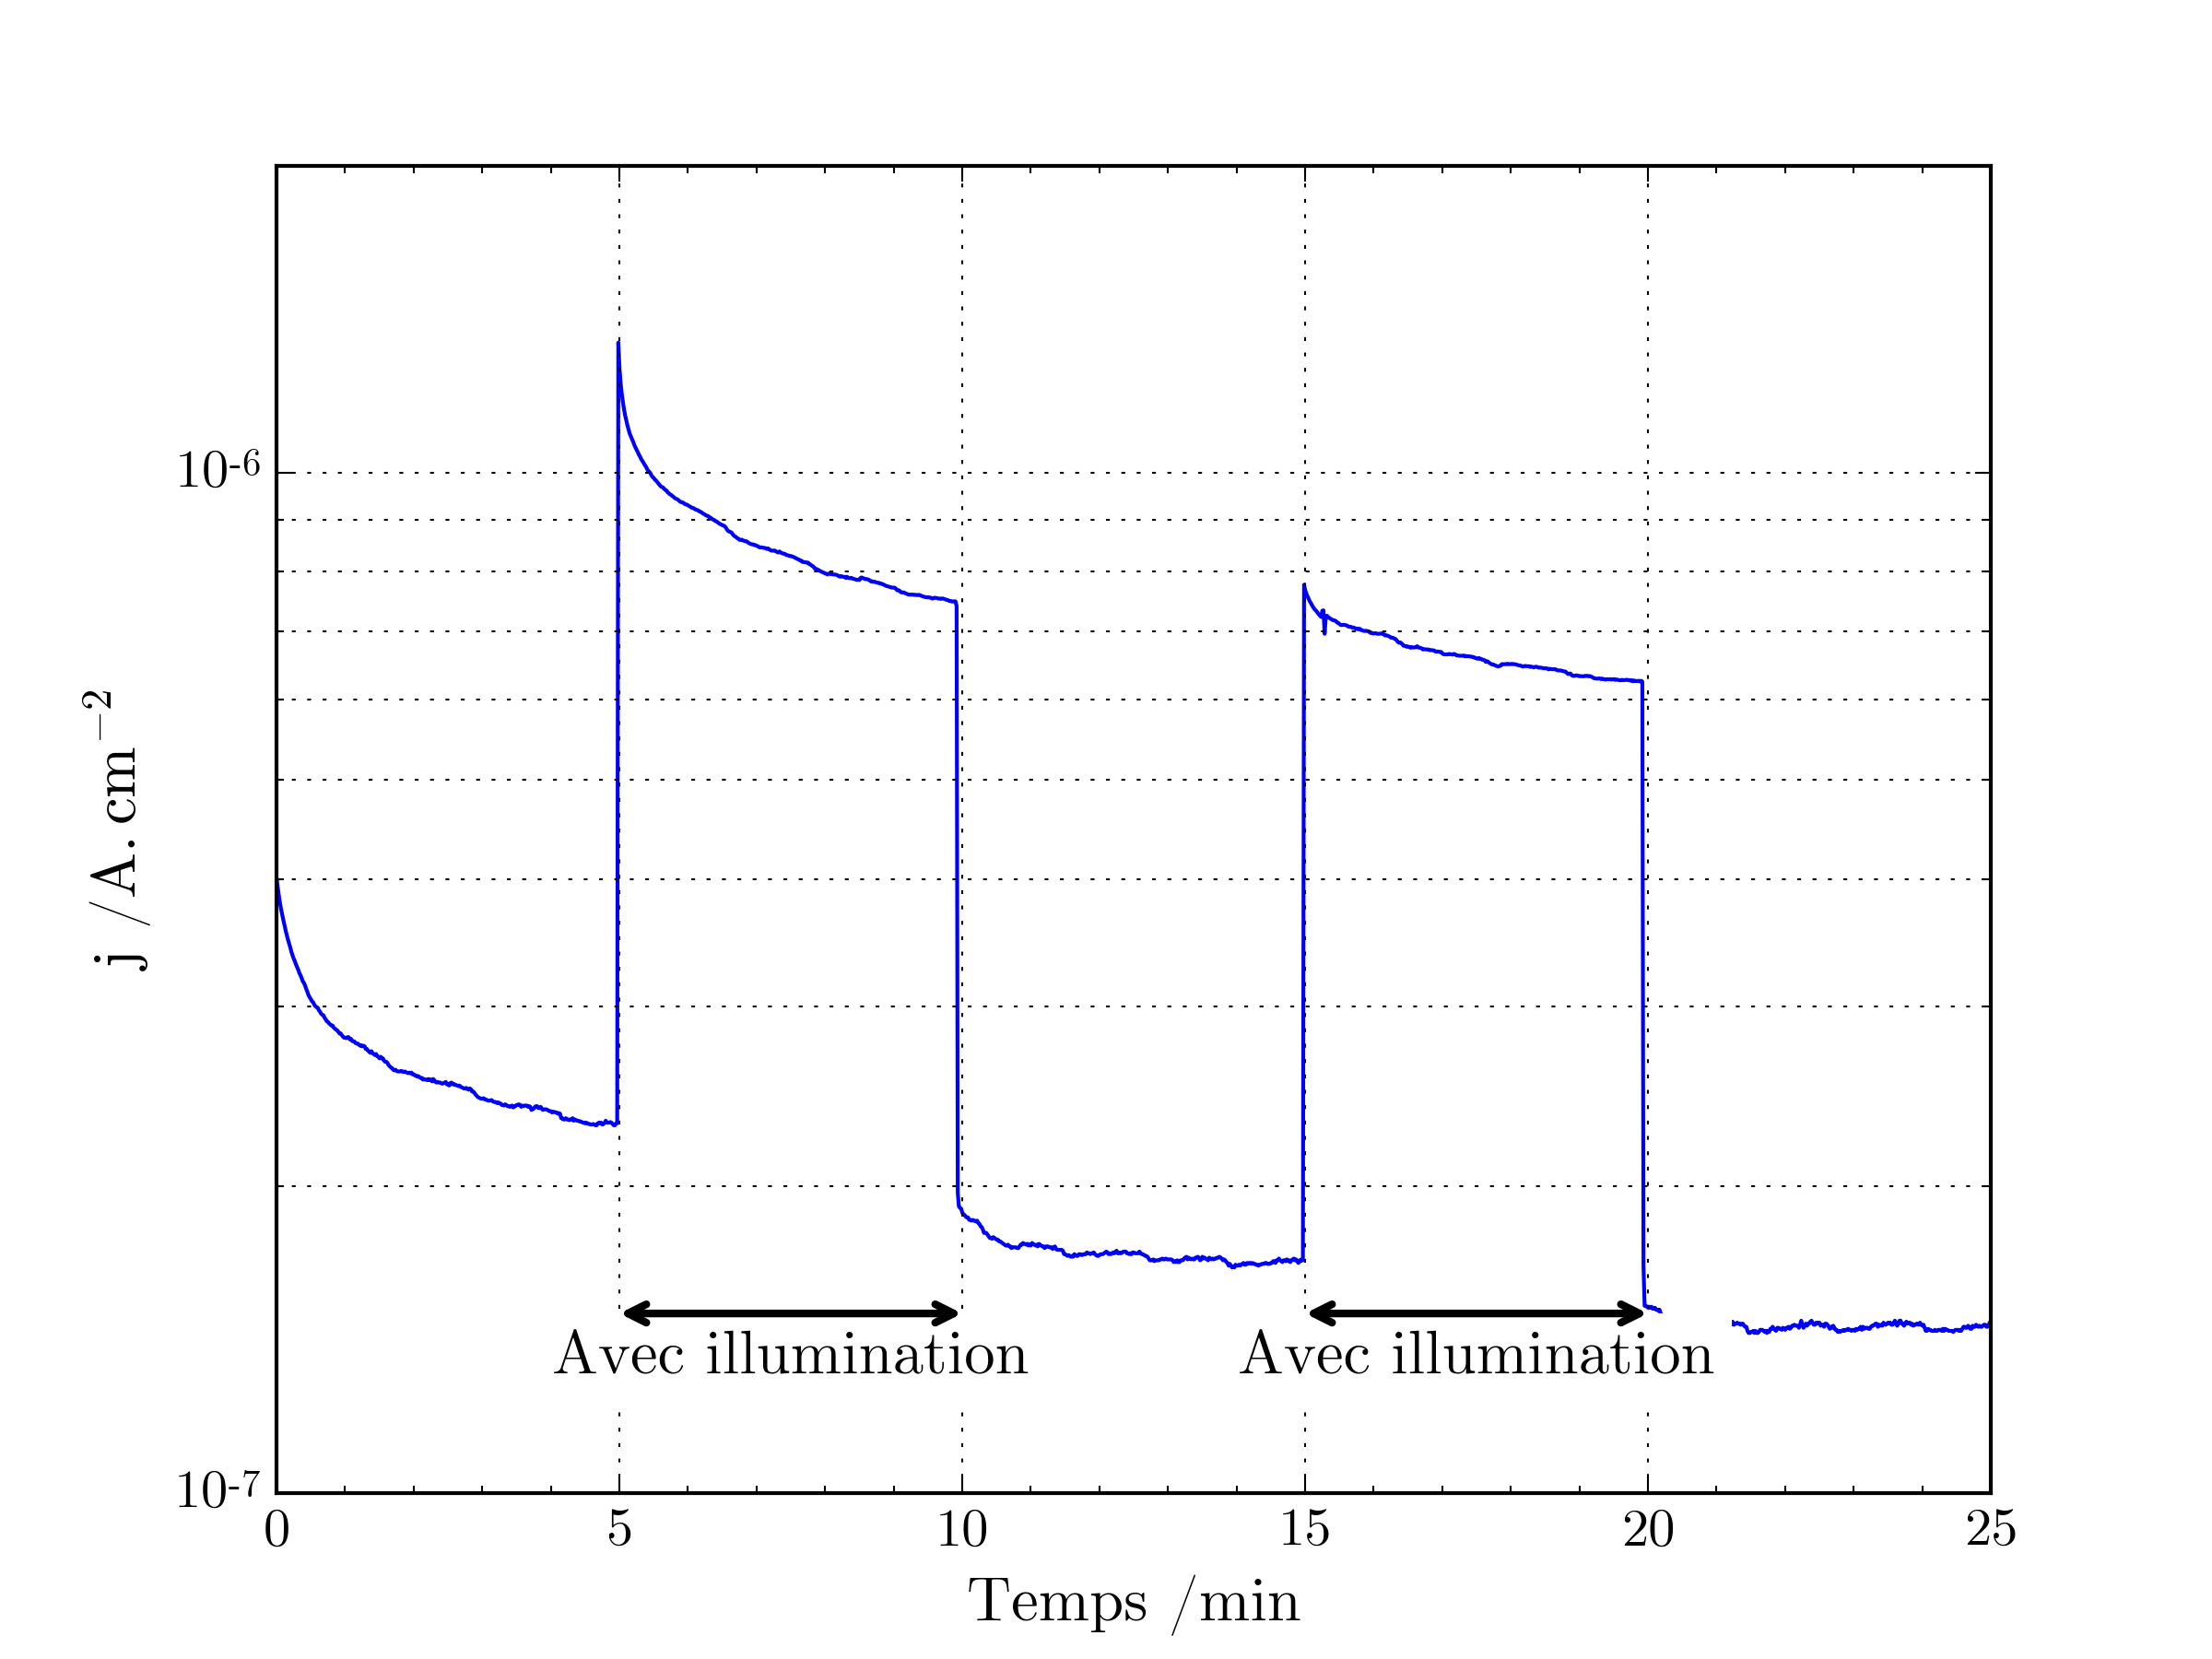 j /A.cm⁻²
10⁻⁶
10⁻⁷
Avec illumination Avec illumination
0 5 10 15 20 25
Temps /min